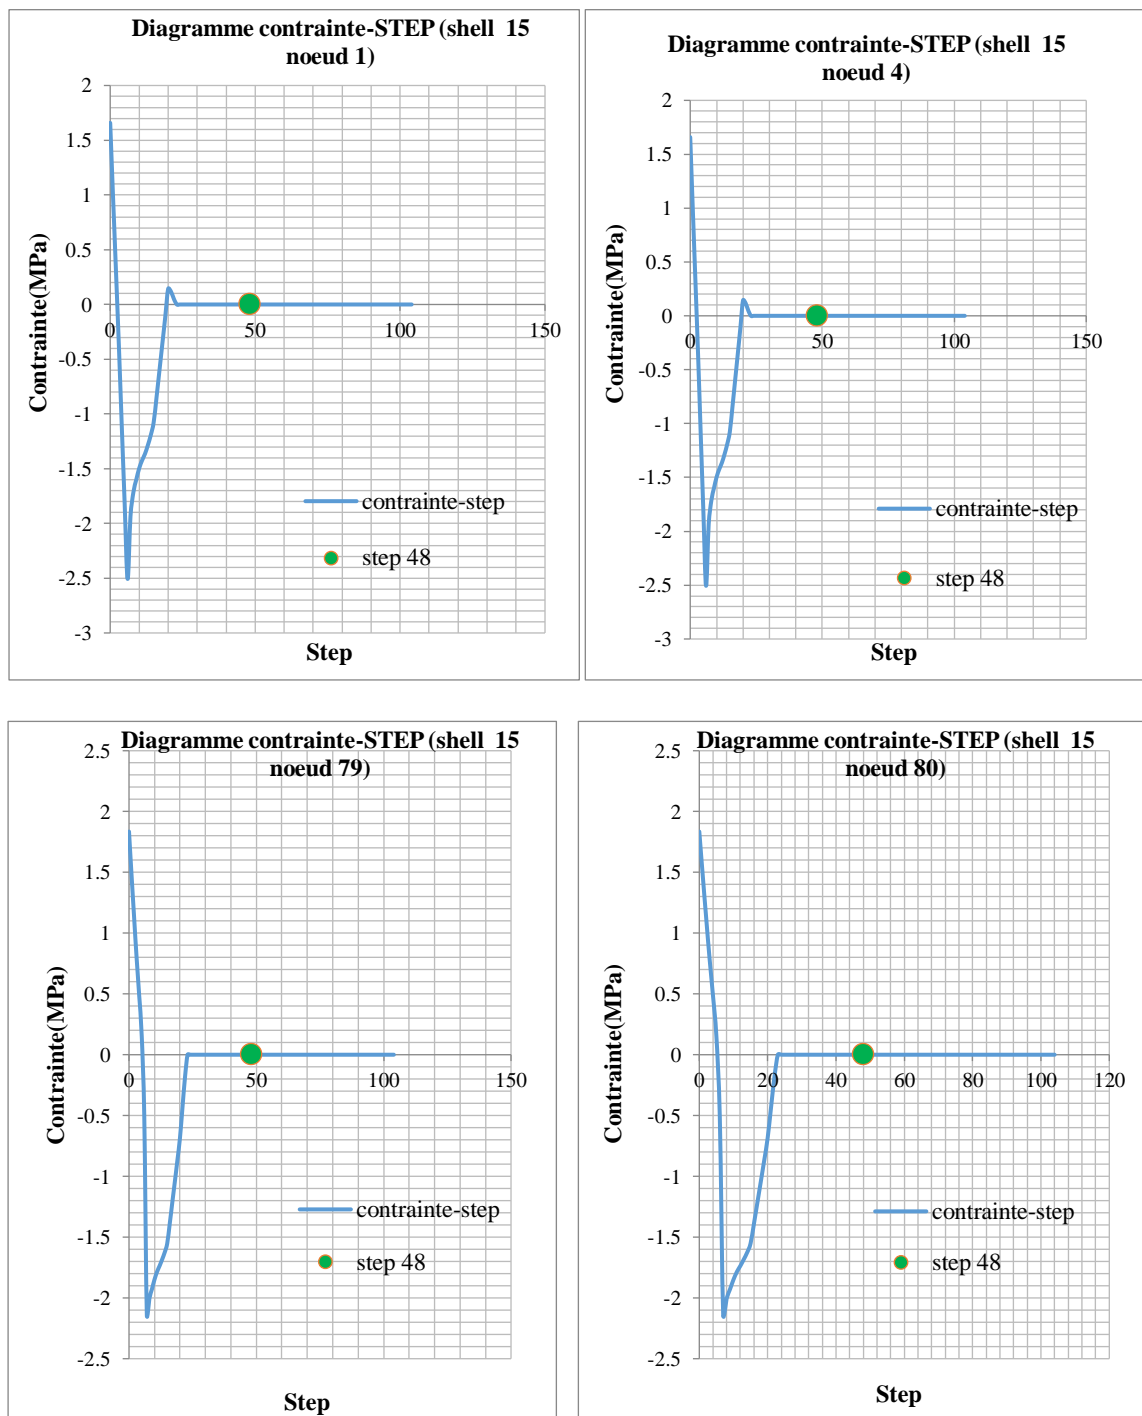 Diagramme contrainte-STEP (shell 15
noeud 1)
2
1.5
1
0.5
0
-0.5
-1
-1.5
-2
-2.5
-3
0
50
100
150
Contrainte(MPa)
contrainte-step
step 48
Step
Diagramme contrainte-STEP (shell 15
noeud 4)
2
1.5
1
0.5
0
-0.5
-1
-1.5
-2
-2.5
-3
0
50
100
150
Contrainte(MPa)
contrainte-step
step 48
Step
Diagramme contrainte-STEP (shell 15
noeud 79)
2.5
2
1.5
1
0.5
0
-0.5
-1
-1.5
-2
-2.5
0
50
100
150
Contrainte(MPa)
contrainte-step
step 48
Step
Diagramme contrainte-STEP (shell 15
noeud 80)
2.5
2
1.5
1
0.5
0
-0.5
-1
-1.5
-2
-2.5
0
20
40
60
80
100
120
Contrainte(MPa)
contrainte-step
step 48
Step